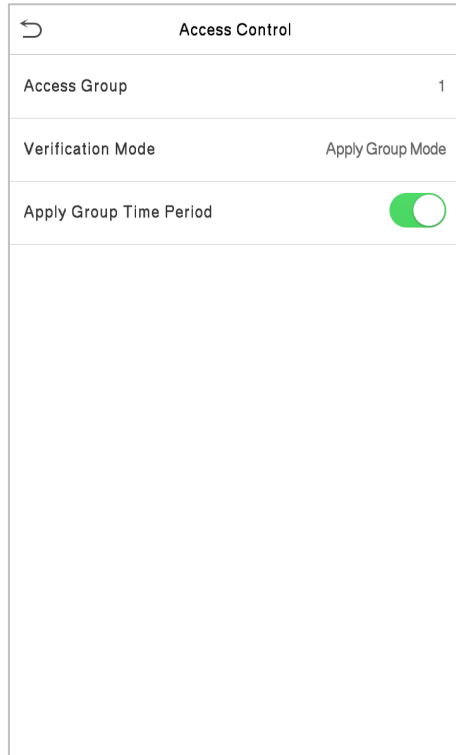 Access Control
Access Group 1
Verification Mode Apply Group Mode
Apply Group Time Period